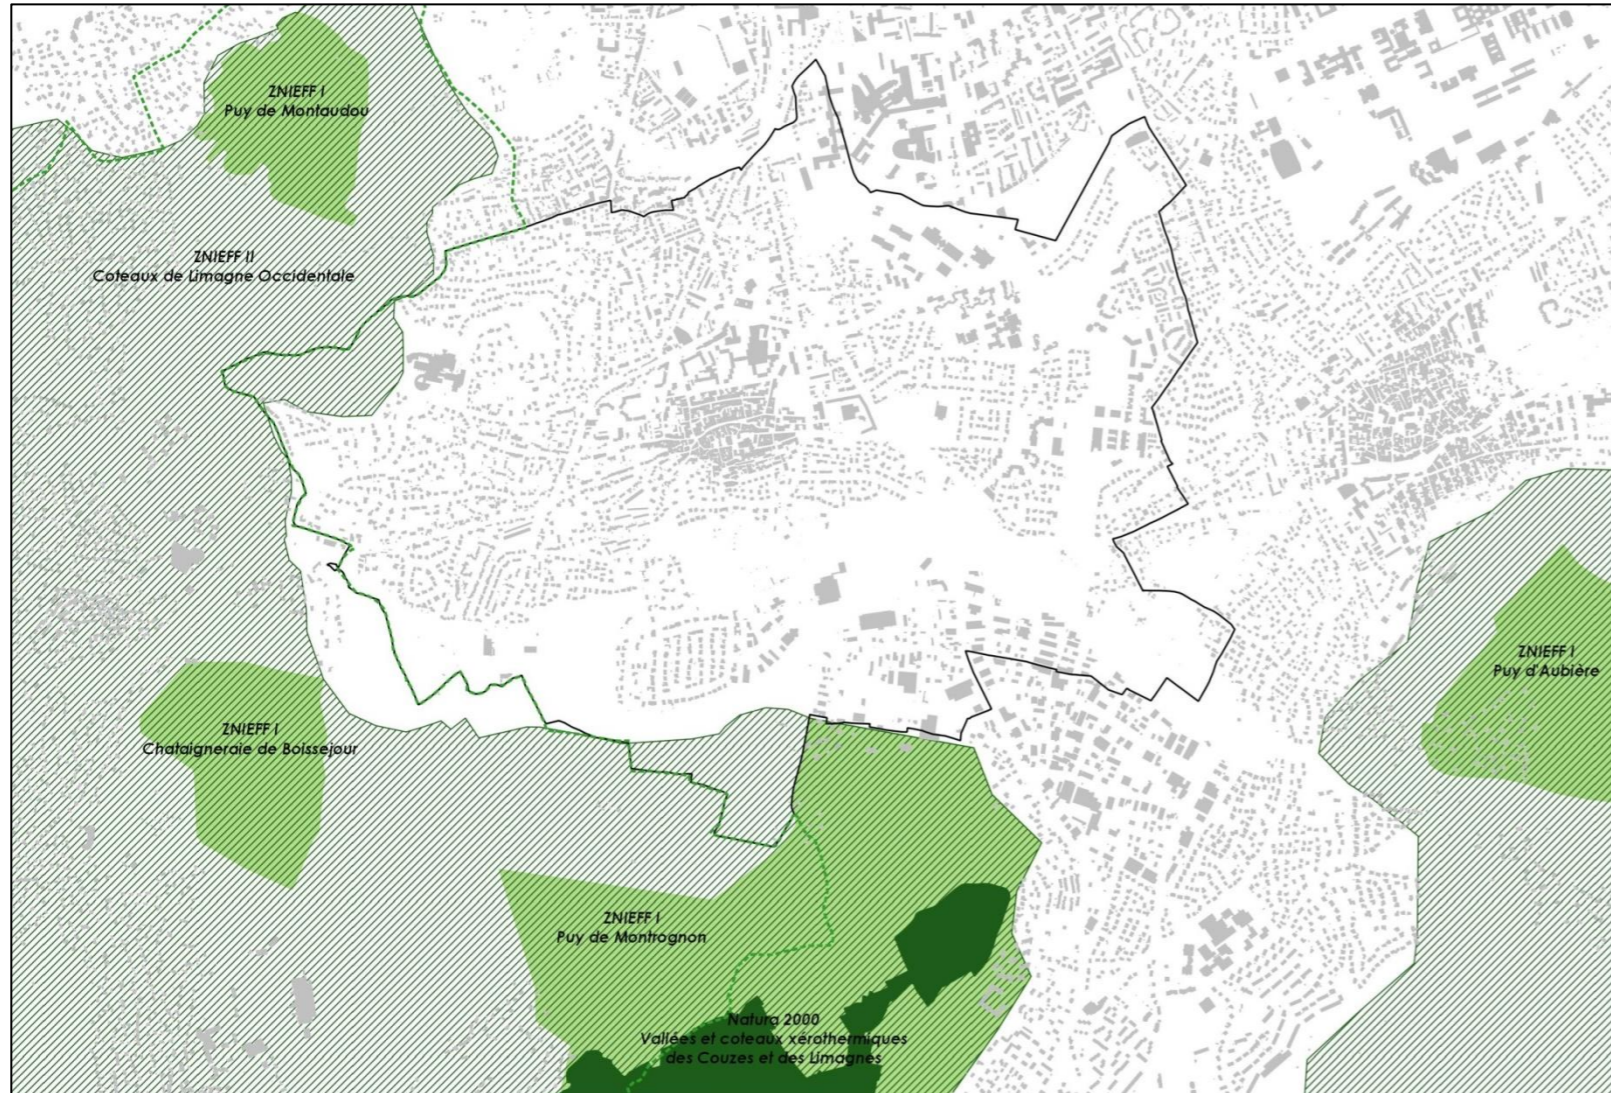 ZNIEFF I
Puy de Montaudou
ZNIEFF II
Coteaux de Limagne Occidentale
ZNIEFF I
Puy d'Aubière
ZNIEFF I
Chataigneraie de Boissejour
ZNIEFF I
Puy de Montrognon
Natura 2000
Vallées et coteaux xérothermiques
des Couzes et des Limagnes